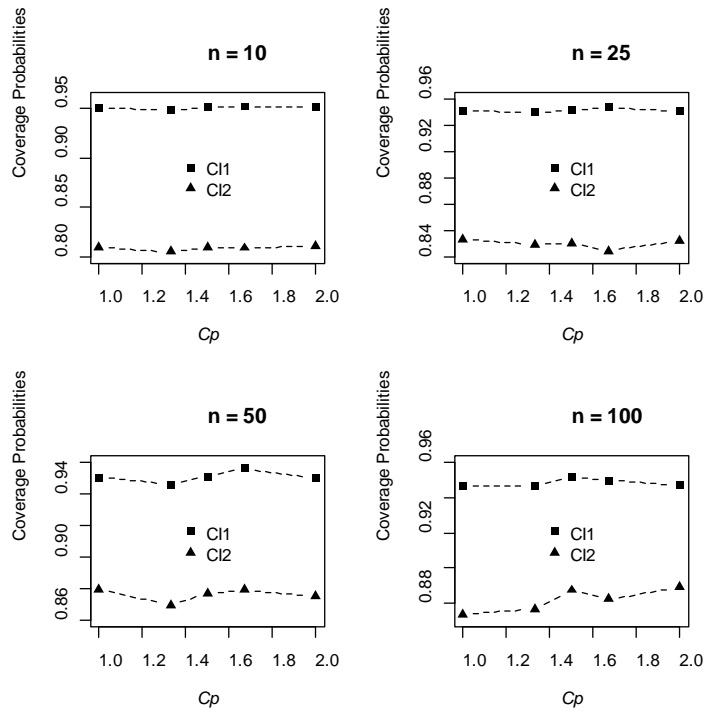 n = 10
Coverage Probabilities
0.95
0.90
0.85
0.80
CI1
CI2
1.0 1.2 1.4 1.6 1.8 2.0
Cp
n = 25
Coverage Probabilities
0.96
0.92
0.88
0.84
CI1
CI2
1.0 1.2 1.4 1.6 1.8 2.0
Cp
n = 50
Coverage Probabilities
0.94
0.90
0.86
CI1
CI2
1.0 1.2 1.4 1.6 1.8 2.0
Cp
n = 100
Coverage Probabilities
0.96
0.92
0.88
CI1
CI2
1.0 1.2 1.4 1.6 1.8 2.0
Cp